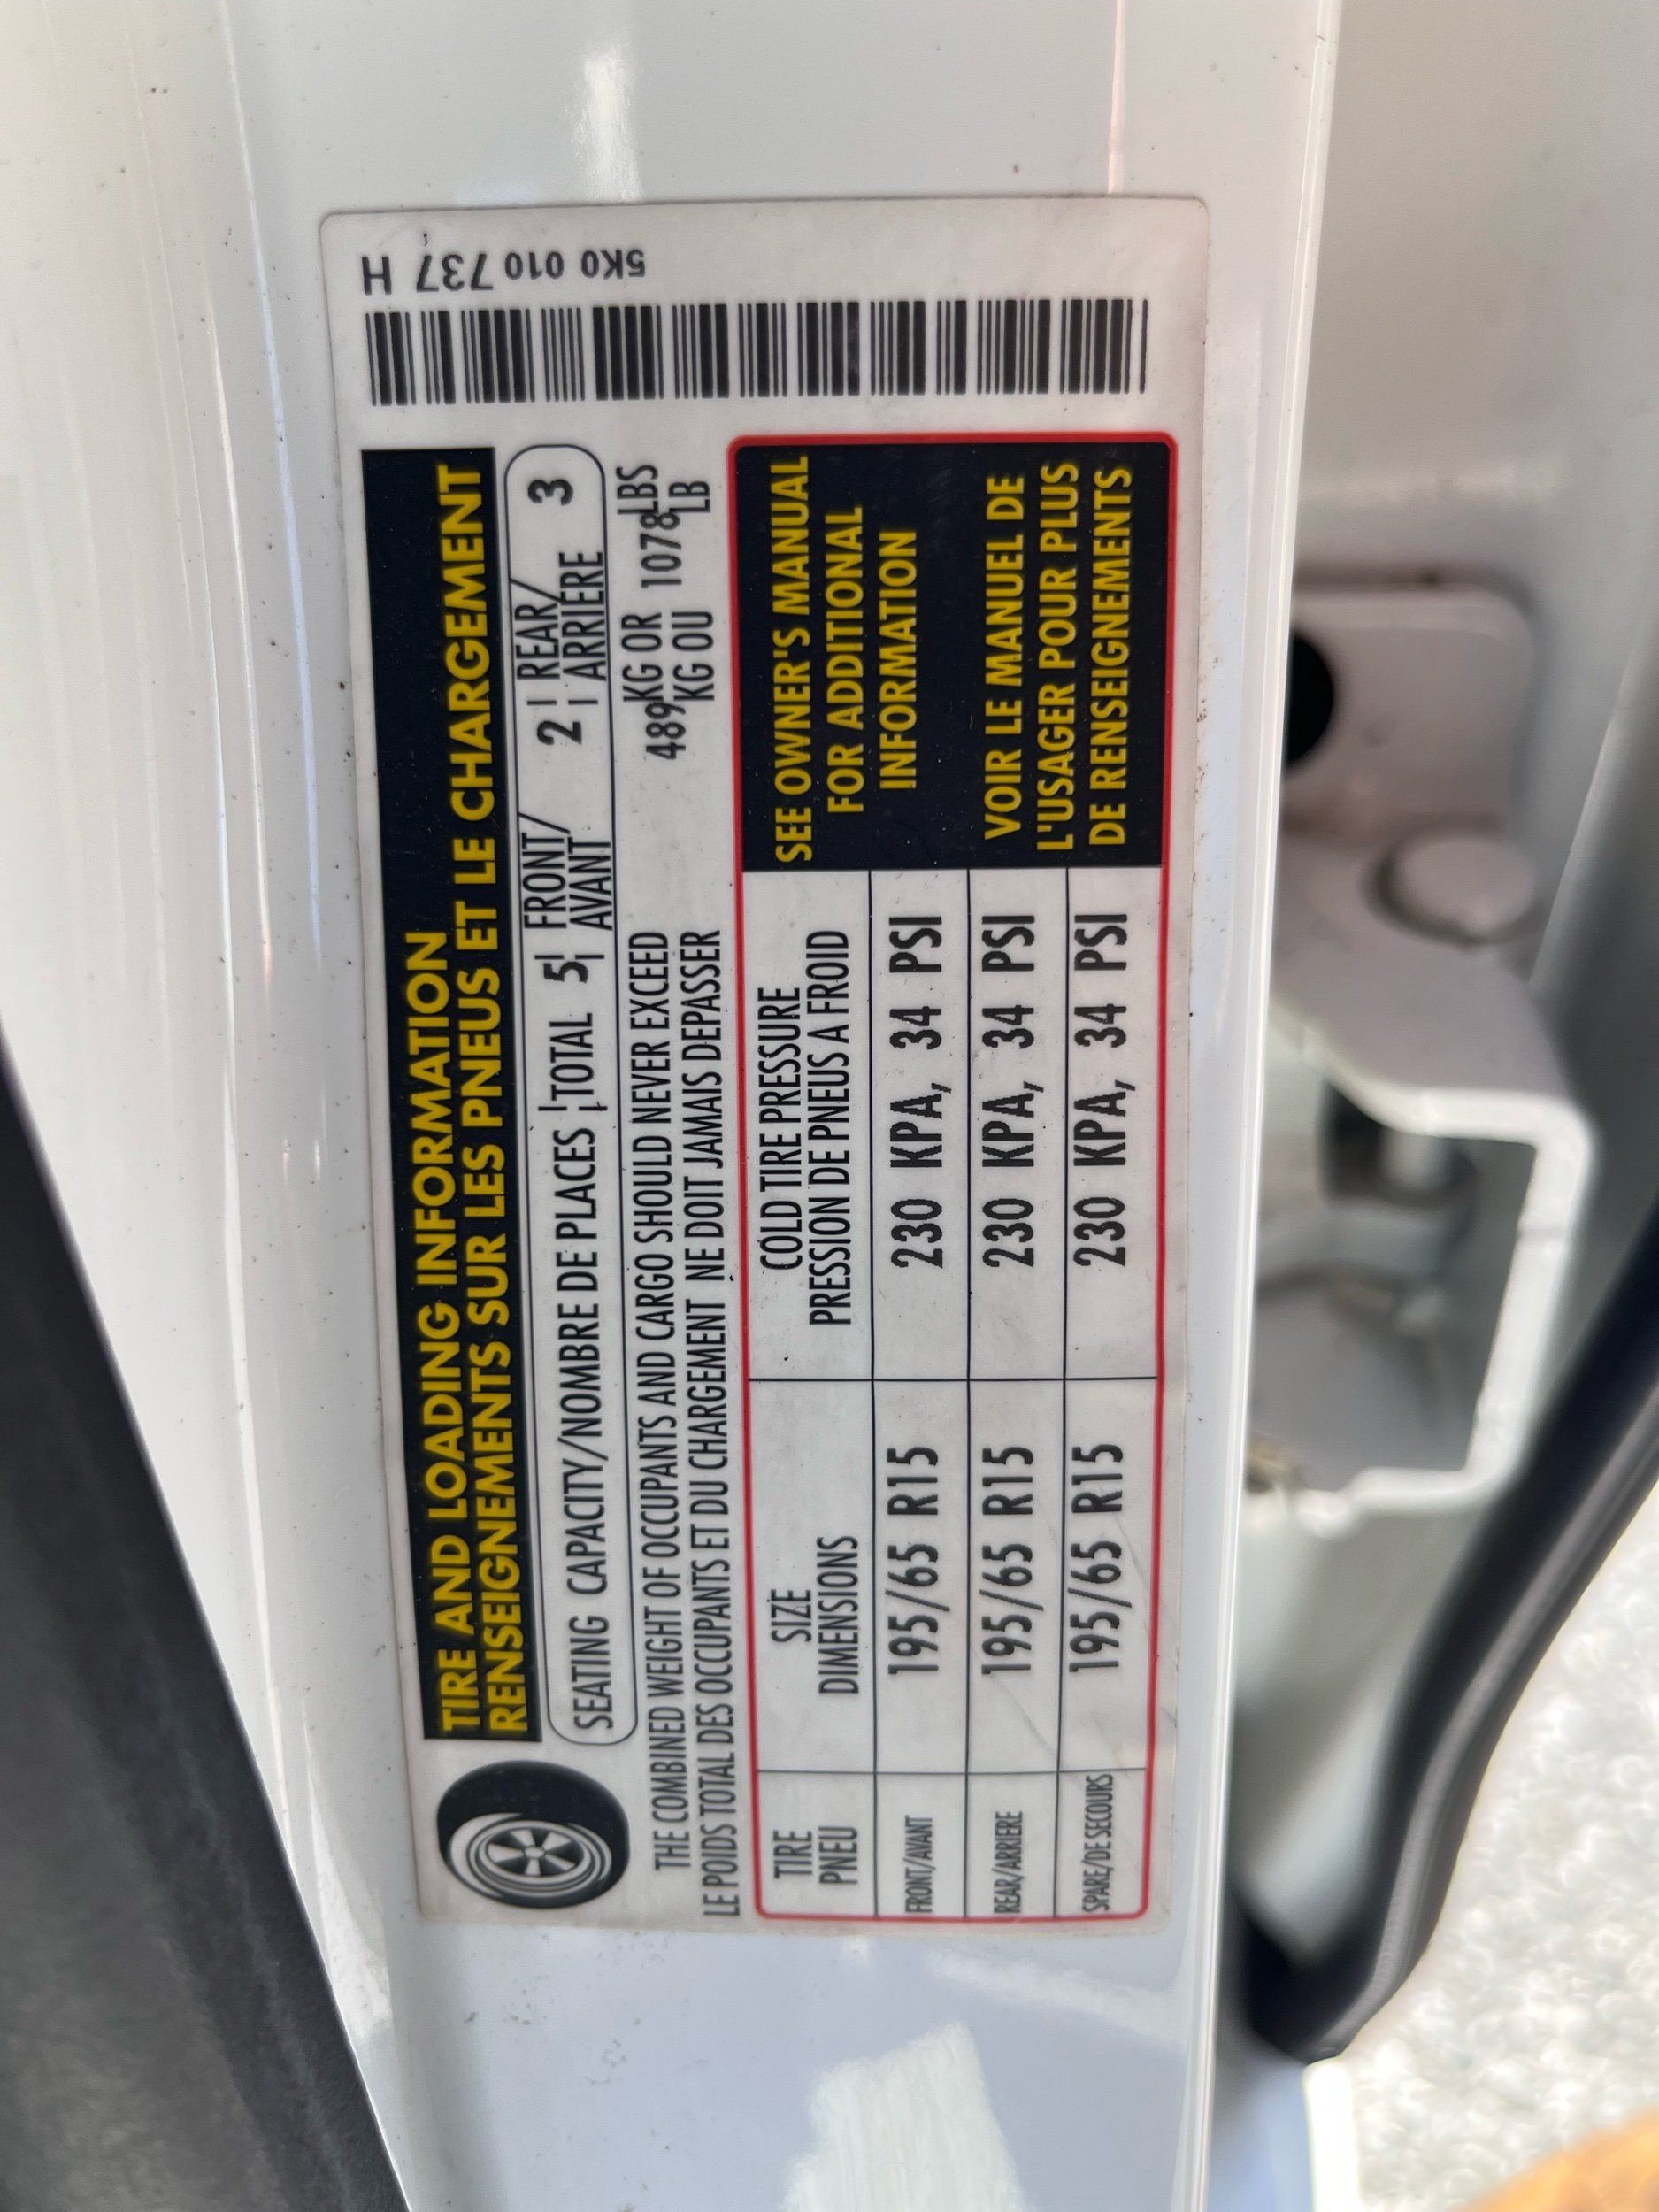 TIRE AND LOADING INFORMATION
RENSEIGNEMENTS SUR LES PNEUS ET LE CHARGEMENT
SEATING CAPACITY/NOMBRE DE PLACES TOTAL 5 FRONT/AVANT 2 REAR/ARRIERE 3
THE COMBINED WEIGHT OF OCCUPANTS AND CARGO SHOULD NEVER EXCEED 489 KG OR 1078 LBS
LE POIDS TOTAL DES OCCUPANTS ET DU CHARGEMENT NE DOIT JAMAIS DEPASSER KG OU LB
TIRE SIZE COLD TIRE PRESSURE
PNEU DIMENSIONS PRESSION DE PNEUS A FROID
FRONT/AVANT 195/65 R15 230 KPA, 34 PSI
REAR/ARRIERE 195/65 R15 230 KPA, 34 PSI
SPARE/DE SECOURS 195/65 R15 230 KPA, 34 PSI
SEE OWNER'S MANUAL
FOR ADDITIONAL
INFORMATION
VOIR LE MANUEL DE
L'USAGER POUR PLUS
DE RENSEIGNEMENTS
5K0 010 737 H